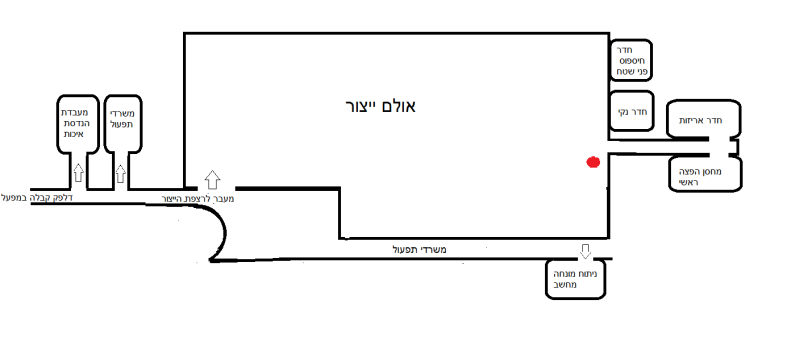 חדר
חיספוס
פני שטח
אולם ייצור
חדר נקי
חדר אריזות
מעבדת
הנדסת
איכות
משרדי
תפעול
מחסן הפצה
ראשי
דלפק קבלה במפעל
מעבר לרצפת הייצור
משרדי תפעול
ניתוח מונחה
מחשב